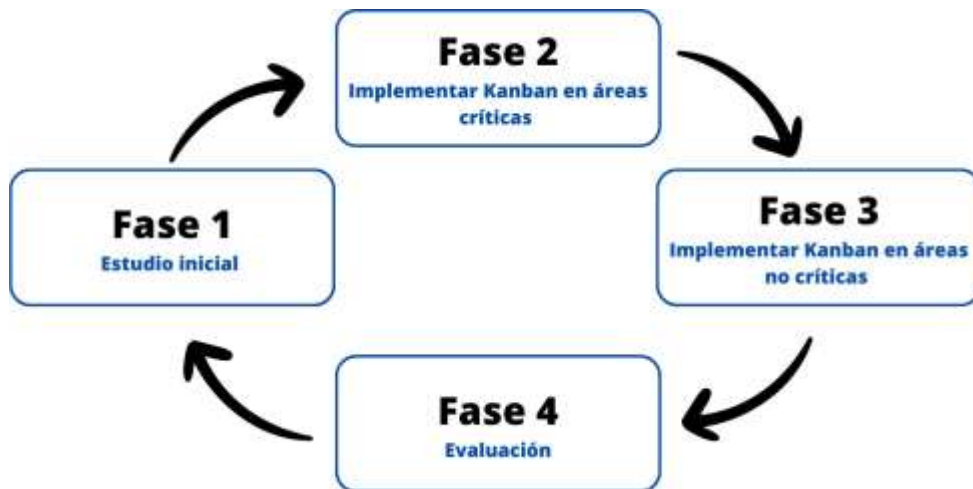 Fase 1
Estudio inicial
Fase 2
Implementar Kanban en áreas
críticas
Fase 3
Implementar Kanban en áreas
no críticas
Fase 4
Evaluación